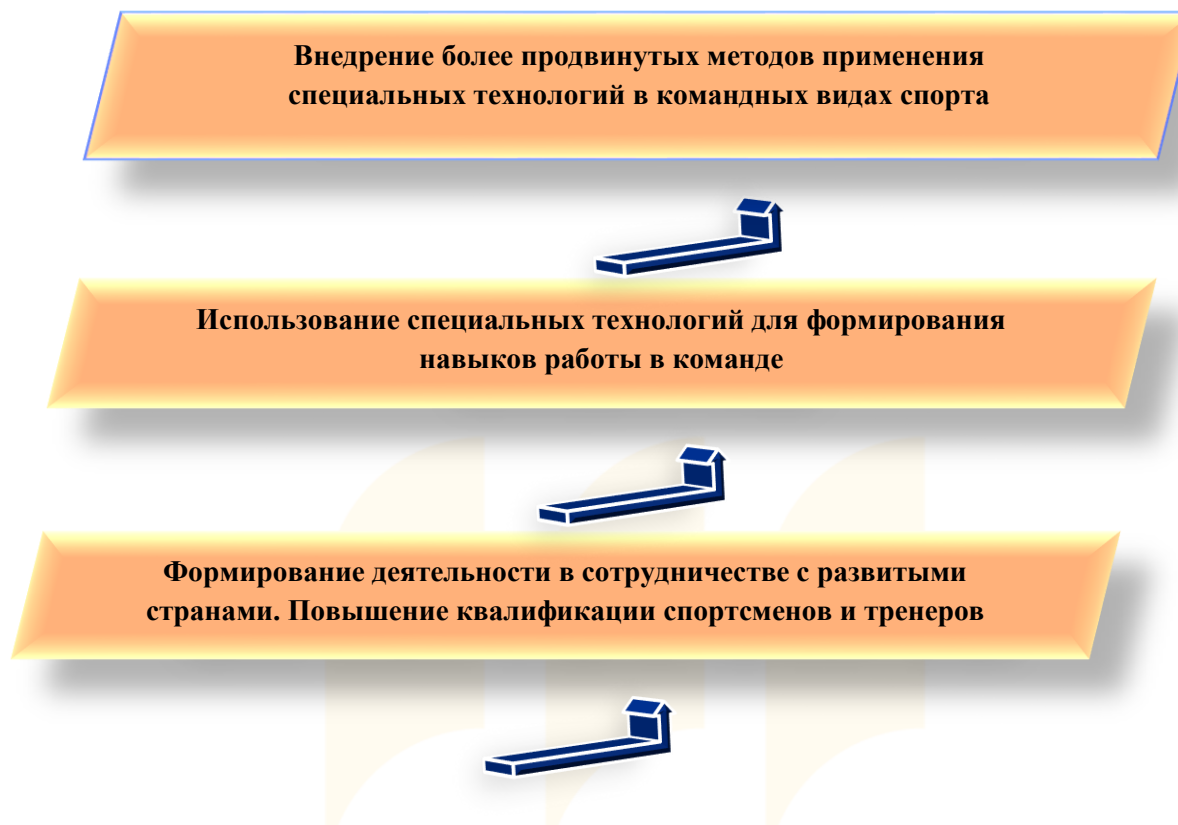 Внедрение более продвинутых методов применения
специальных технологий в командных видах спорта
Использование специальных технологий для формирования
навыков работы в команде
Формирование деятельности в сотрудничестве с развитыми
странами. Повышение квалификации спортсменов и тренеров